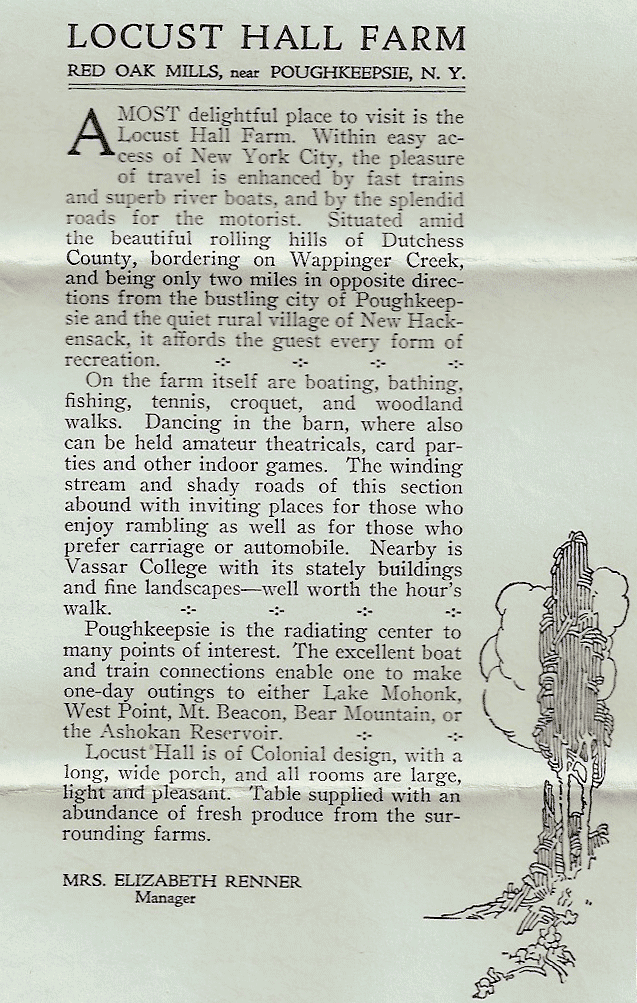 LOCUST HALL FARM
RED OAK MILLS, near POUGHKEEPSIE, N. Y.
A MOST delightful place to visit is the
Locust Hall Farm. Within easy ac-
cess of New York City, the pleasure
of travel is enhanced by fast trains
and superb river boats, and by the splendid
roads for the motorist. Situated amid
the beautiful rolling hills of Dutchess
County, bordering on Wappinger Creek,
and being only two miles in opposite direc-
tions from the bustling city of Poughkeep-
sie and the quiet rural village of New Hack-
ensack, it affords the guest every form of
recreation. -:- -:- -:- -:-
On the farm itself are boating, bathing,
fishing, tennis, croquet, and woodland
walks. Dancing in the barn, where also
can be held amateur theatricals, card par-
ties and other indoor games. The winding
stream and shady roads of this section
abound with inviting places for those who
enjoy rambling as well as for those who
prefer carriage or automobile. Nearby is
Vassar College with its stately buildings
and fine landscapes—well worth the hour's
walk. -:- -:- -:- -:-
Poughkeepsie is the radiating center to
many points of interest. The excellent boat
and train connections enable one to make
one-day outings to either Lake Mohonk,
West Point, Mt. Beacon, Bear Mountain, or
the Ashokan Reservoir. -:- -:-
Locust Hall is of Colonial design, with a
long, wide porch, and all rooms are large,
light and pleasant. Table supplied with an
abundance of fresh produce from the sur-
rounding farms.
MRS. ELIZABETH RENNER
Manager